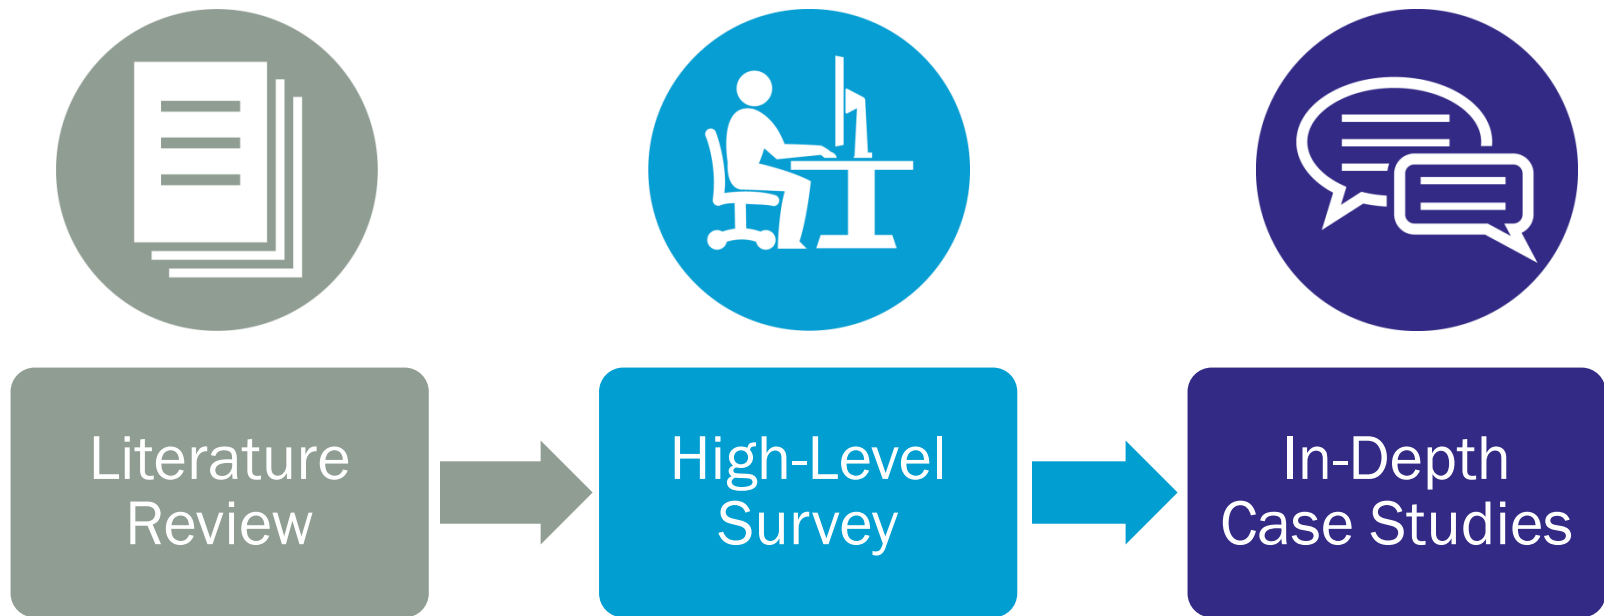 Literature
Review
High-Level
Survey
In-Depth
Case Studies